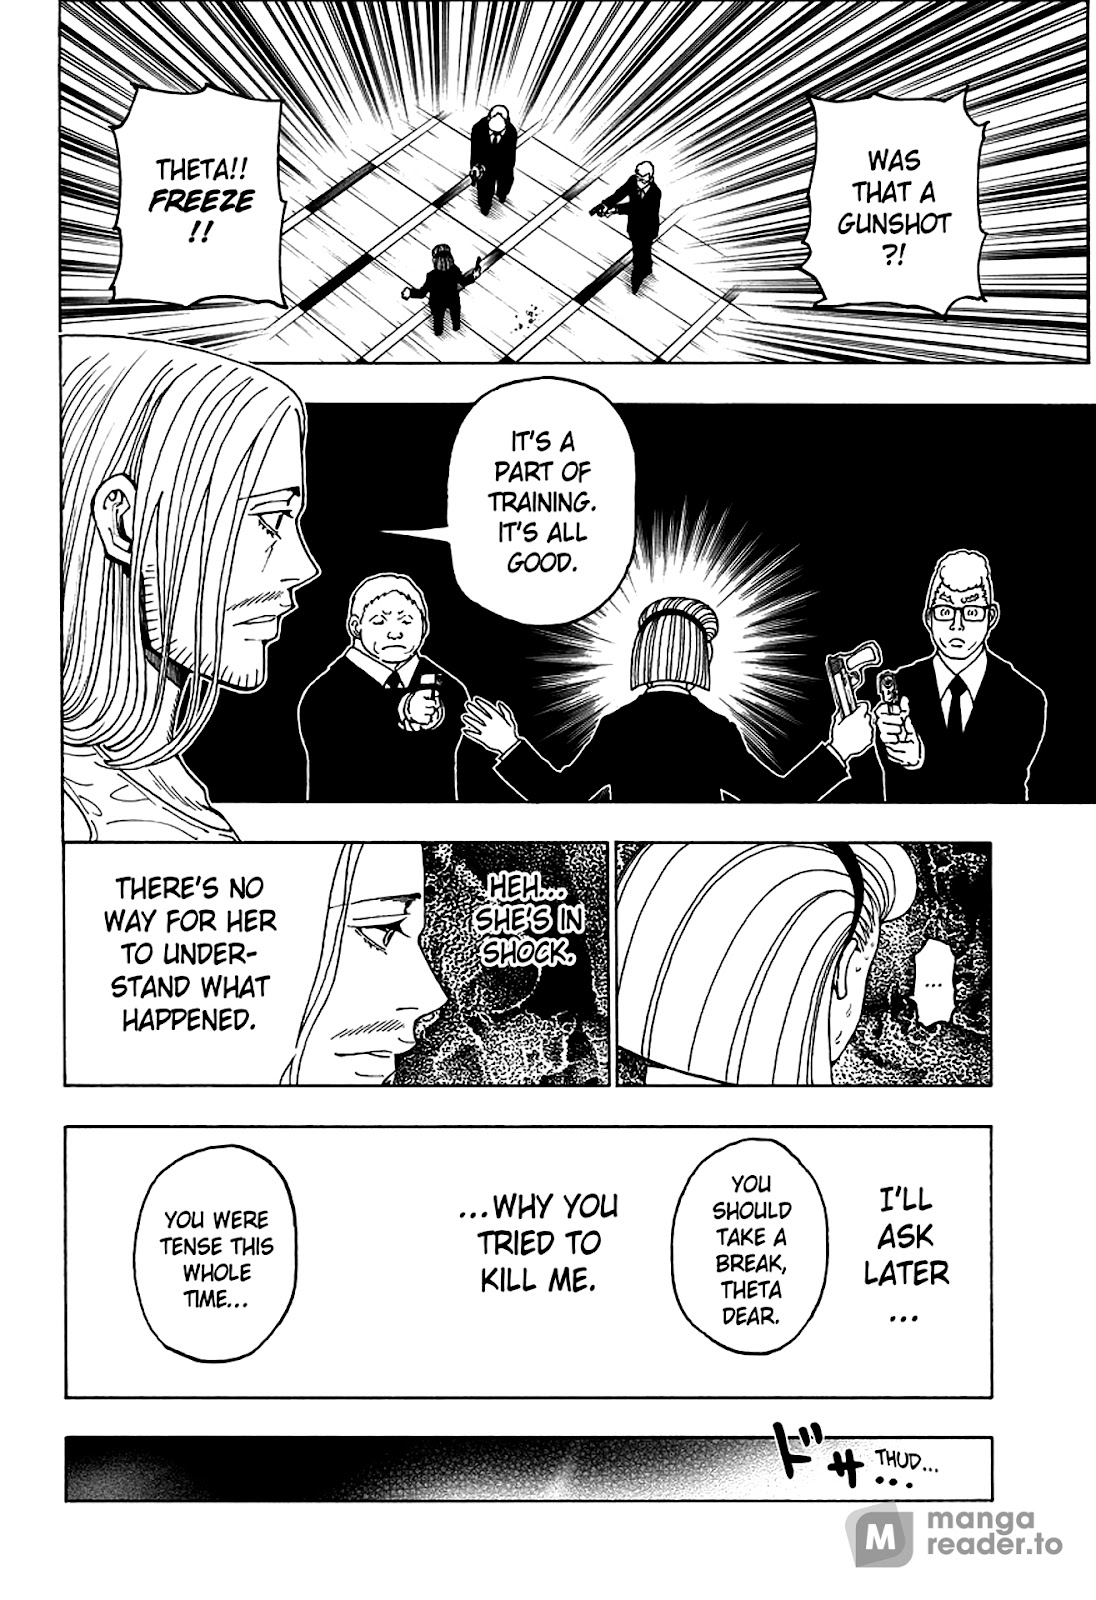 WAS
THAT A
GUNSHOT
?!
THETA!!
FREEZE
!!
IT'S A
PART OF
TRAINING.
IT'S ALL
GOOD.
...
HEH...
SHE'S IN
SHOCK.
THERE'S NO
WAY FOR HER
TO UNDER-
STAND WHAT
HAPPENED.
I'LL
ASK
LATER
...
YOU
SHOULD
TAKE A
BREAK,
THETA
DEAR.
...WHY YOU
TRIED TO
KILL ME.
YOU WERE
TENSE THIS
WHOLE
TIME...
ドサ...
THUD...
M manga
reader.to